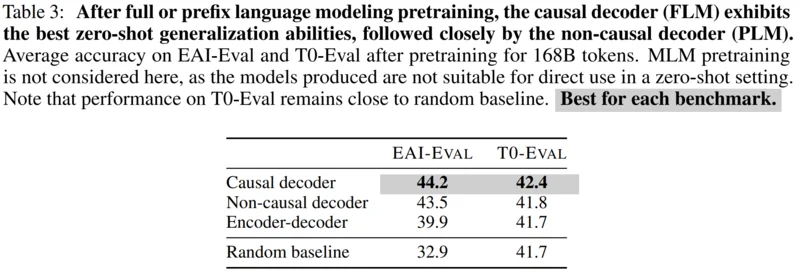 Table 3: After full or prefix language modeling pretraining, the causal decoder (FLM) exhibits
the best zero-shot generalization abilities, followed closely by the non-causal decoder (PLM).
Average accuracy on EAI-Eval and T0-Eval after pretraining for 168B tokens. MLM pretraining
is not considered here, as the models produced are not suitable for direct use in a zero-shot setting.
Note that performance on T0-Eval remains close to random baseline. Best for each benchmark.
EAI-EVAL T0-EVAL
Causal decoder 44.2 42.4
Non-causal decoder 43.5 41.8
Encoder-decoder 39.9 41.7
Random baseline 32.9 41.7